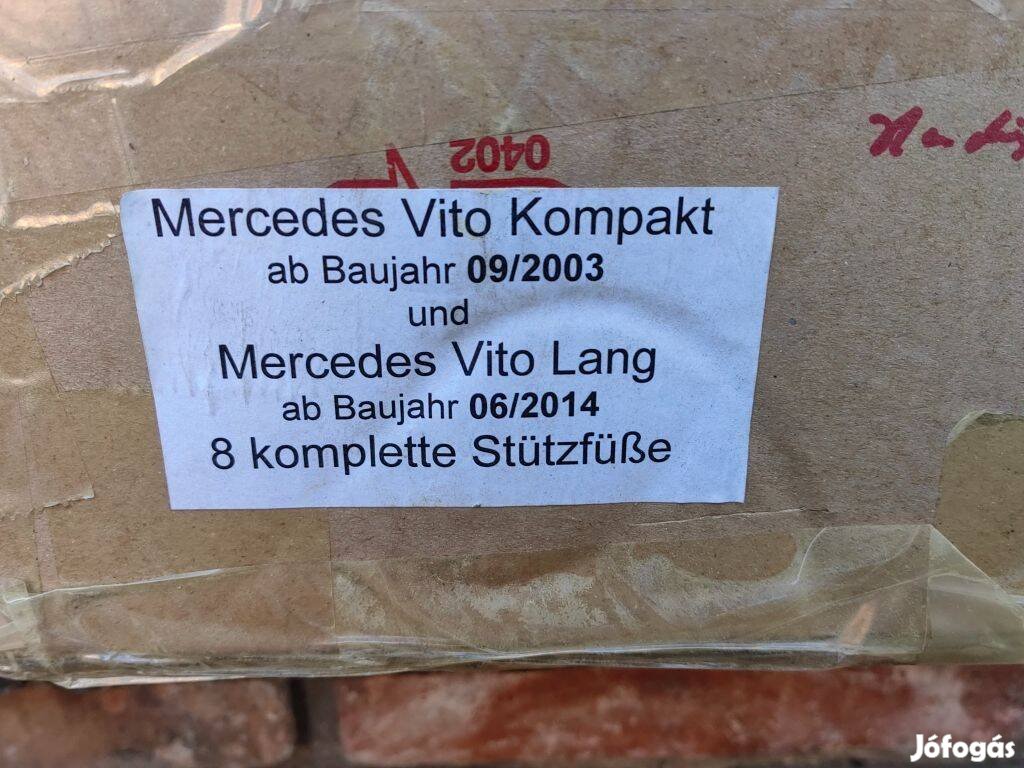 0402
Mercedes Vito Kompakt
ab Baujahr 09/2003
und
Mercedes Vito Lang
ab Baujahr 06/2014
8 komplette Stützfüße
Jófogás